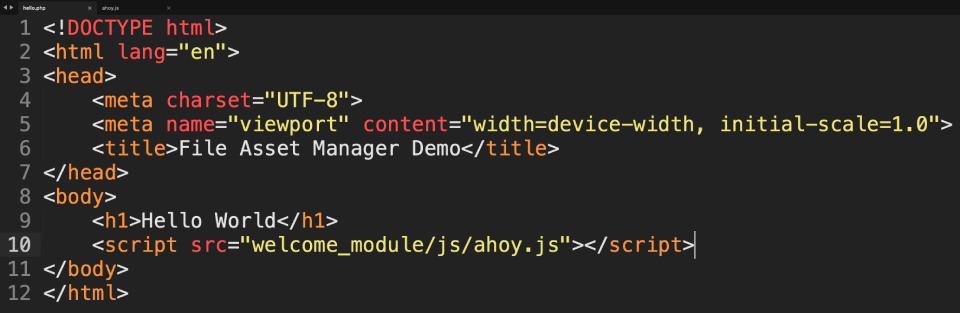 hello.php ahoy.js
1 <!DOCTYPE html>
2 <html lang="en">
3 <head>
4     <meta charset="UTF-8">
5     <meta name="viewport" content="width=device-width, initial-scale=1.0">
6     <title>File Asset Manager Demo</title>
7 </head>
8 <body>
9     <h1>Hello World</h1>
10     <script src="welcome_module/js/ahoy.js"></script>
11 </body>
12 </html>